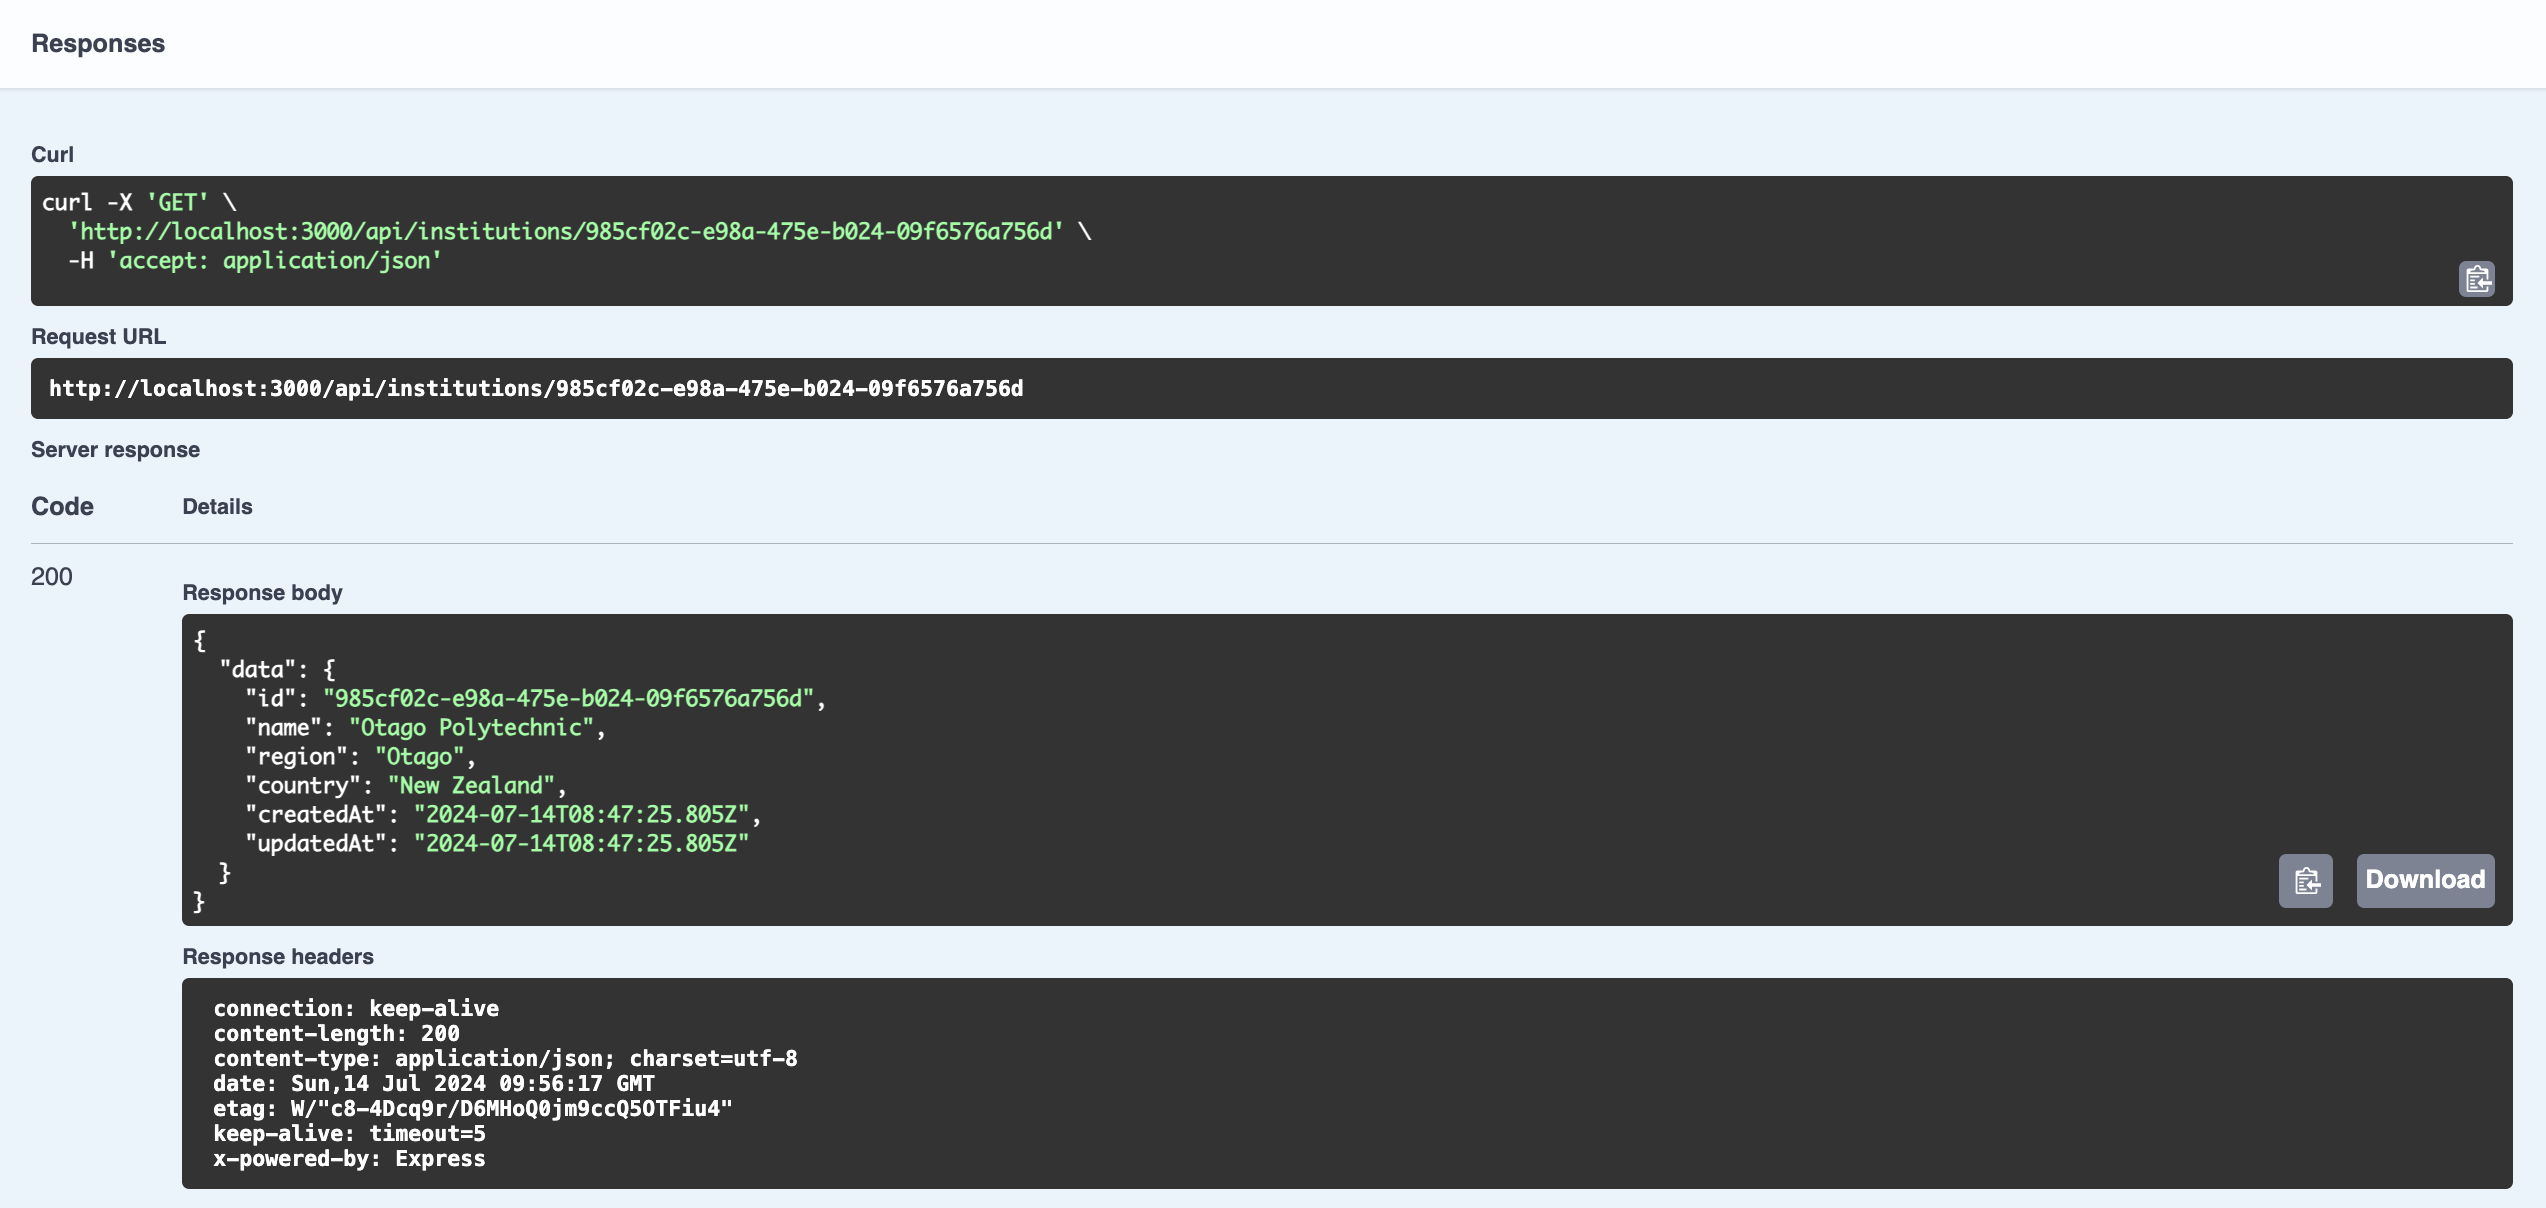 Responses
Curl
curl -X 'GET' \
  'http://localhost:3000/api/institutions/985cf02c-e98a-475e-b024-09f6576a756d' \
  -H 'accept: application/json'
Request URL
http://localhost:3000/api/institutions/985cf02c-e98a-475e-b024-09f6576a756d
Server response
Code Details
200
Response body
{
  "data": {
    "id": "985cf02c-e98a-475e-b024-09f6576a756d",
    "name": "Otago Polytechnic",
    "region": "Otago",
    "country": "New Zealand",
    "createdAt": "2024-07-14T08:47:25.805Z",
    "updatedAt": "2024-07-14T08:47:25.805Z"
  }
}
Download
Response headers
connection: keep-alive
content-length: 200
content-type: application/json; charset=utf-8
date: Sun,14 Jul 2024 09:56:17 GMT
etag: W/"c8-4Dcq9r/D6MHoQ0jm9ccQ5OTFiu4"
keep-alive: timeout=5
x-powered-by: Express